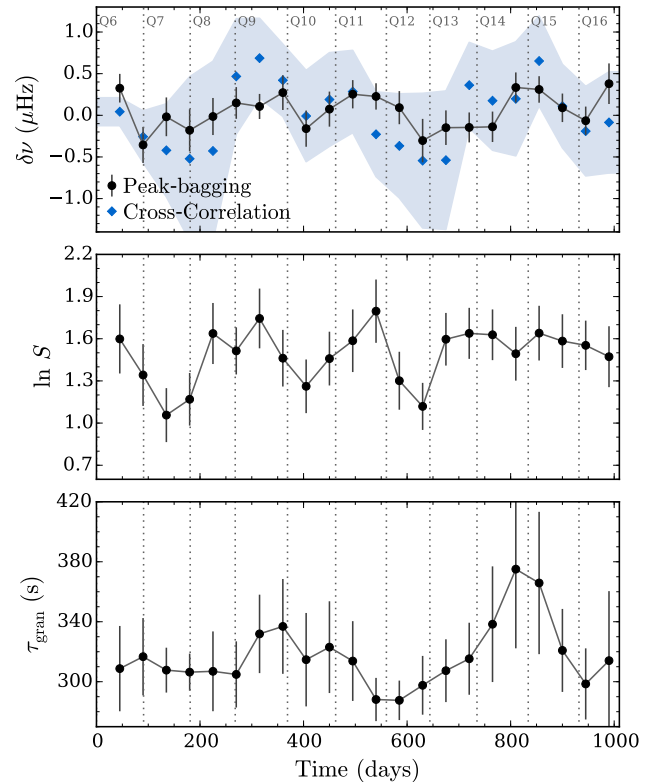 Q6 Q7 Q8 Q9 Q10 Q11 Q12 Q13 Q14 Q15 Q16
1.0
0.5
0.0
−0.5
−1.0
δν (μHz)
Peak-bagging
Cross-Correlation
2.2
1.9
1.6
1.3
1.0
0.7
ln S
420
380
340
300
τgran (s)
0 200 400 600 800 1000
Time (days)